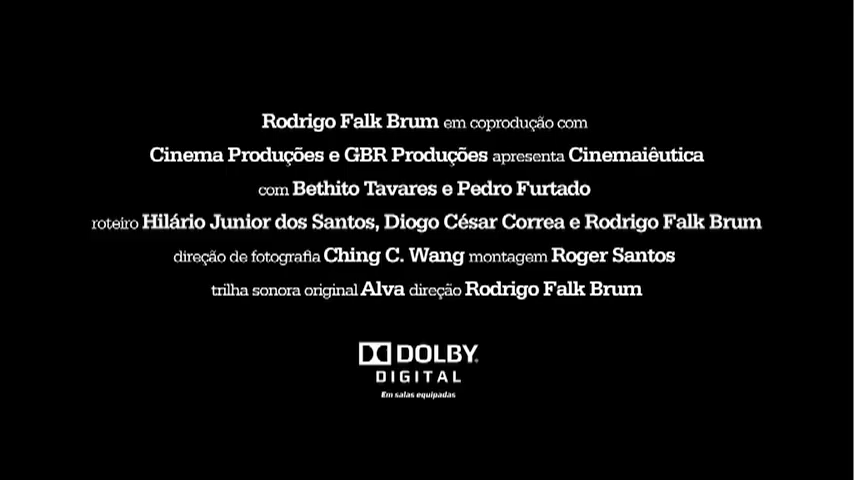 Rodrigo Falk Brum em coprodução com
Cinema Produções e GBR Produções apresenta Cinemaiêutica
com Bethito Tavares e Pedro Furtado
roteiro Hilário Junior dos Santos, Diogo César Correa e Rodrigo Falk Brum
direção de fotografia Ching C. Wang montagem Roger Santos
trilha sonora original Alva direção Rodrigo Falk Brum
DOLBY®
DIGITAL
Em salas equipadas